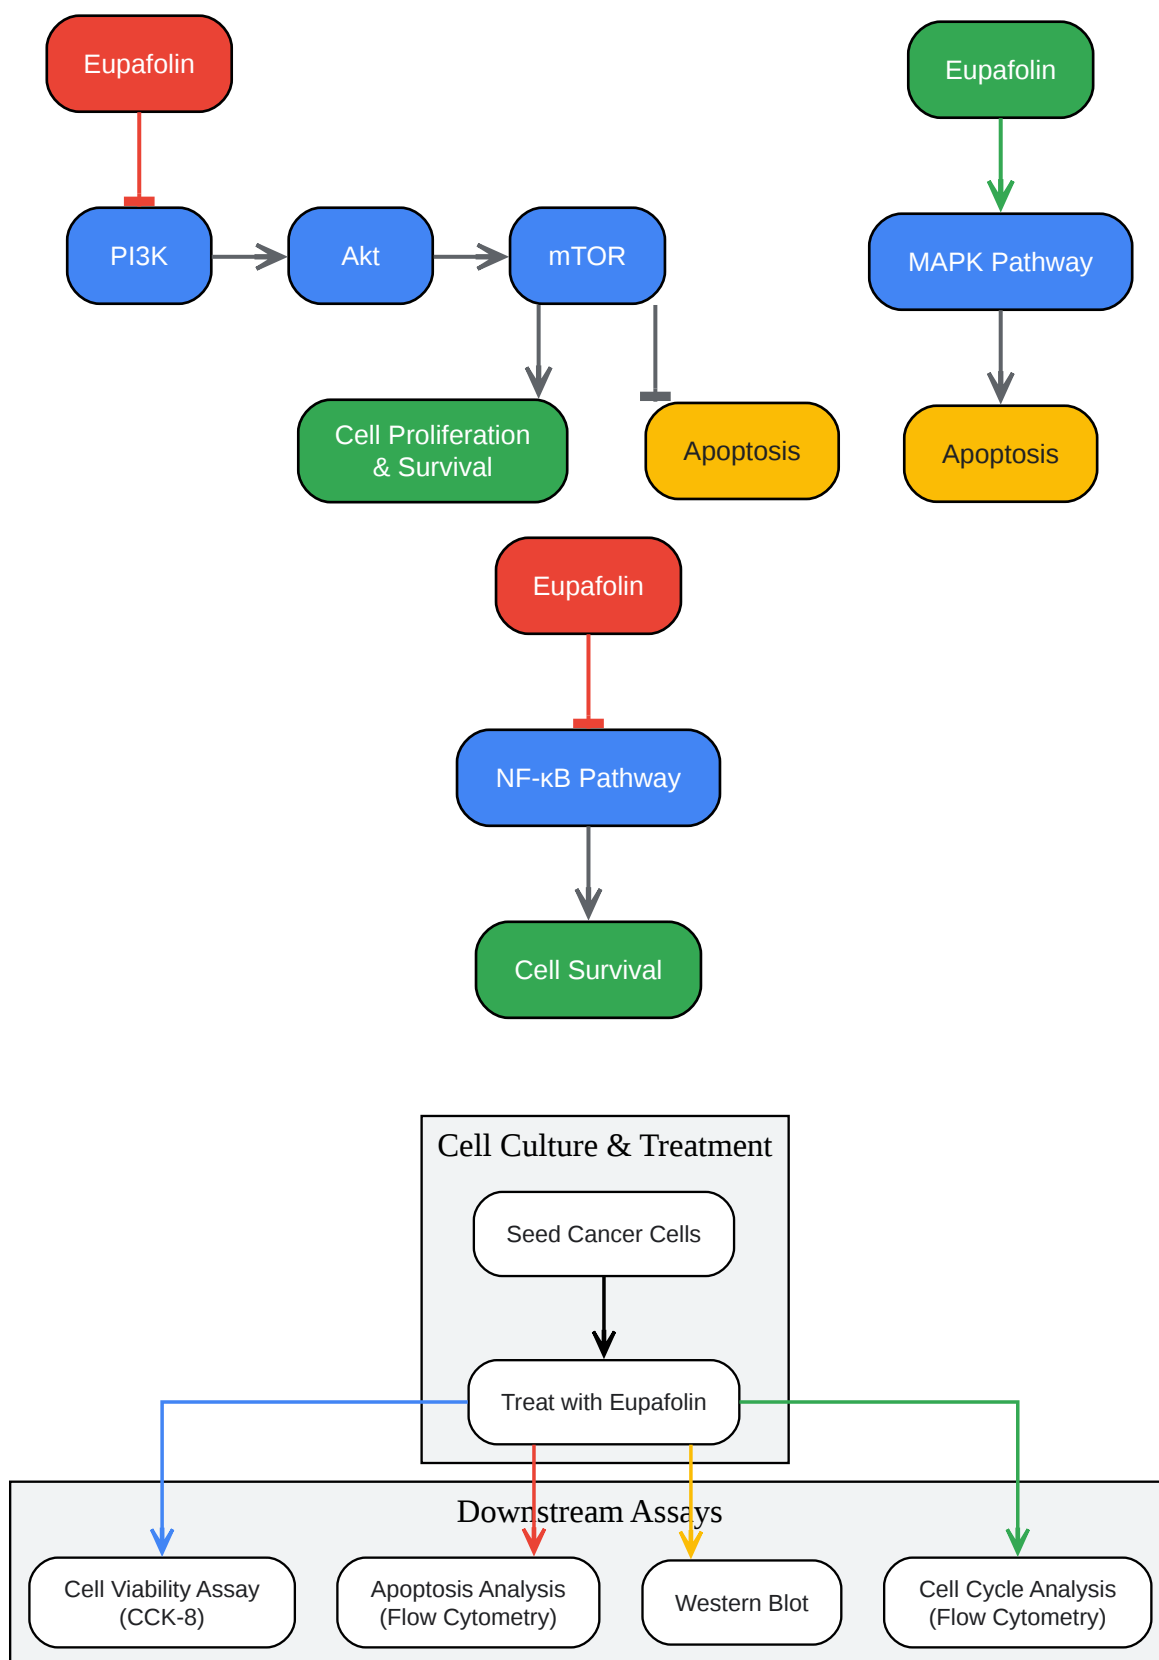 Eupafolin
Eupafolin
PI3K
Akt
mTOR
MAPK Pathway
Cell Proliferation
& Survival
Apoptosis
Apoptosis
Eupafolin
NF-κB Pathway
Cell Survival
Cell Culture & Treatment
Seed Cancer Cells
Treat with Eupafolin
Downstream Assays
Cell Viability Assay
(CCK-8)
Apoptosis Analysis
(Flow Cytometry)
Western Blot
Cell Cycle Analysis
(Flow Cytometry)